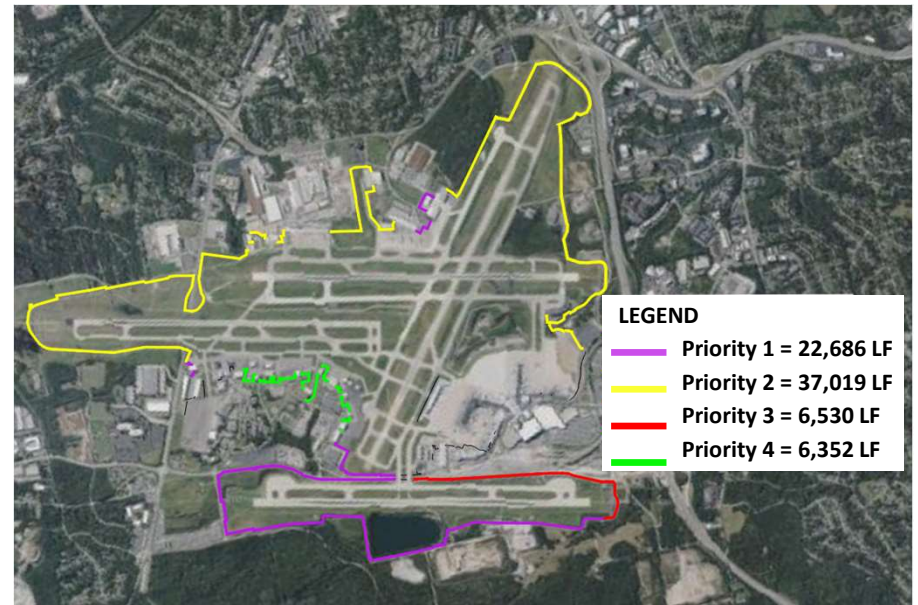 LEGEND
Priority 1 = 22,686 LF
Priority 2 = 37,019 LF
Priority 3 = 6,530 LF
Priority 4 = 6,352 LF